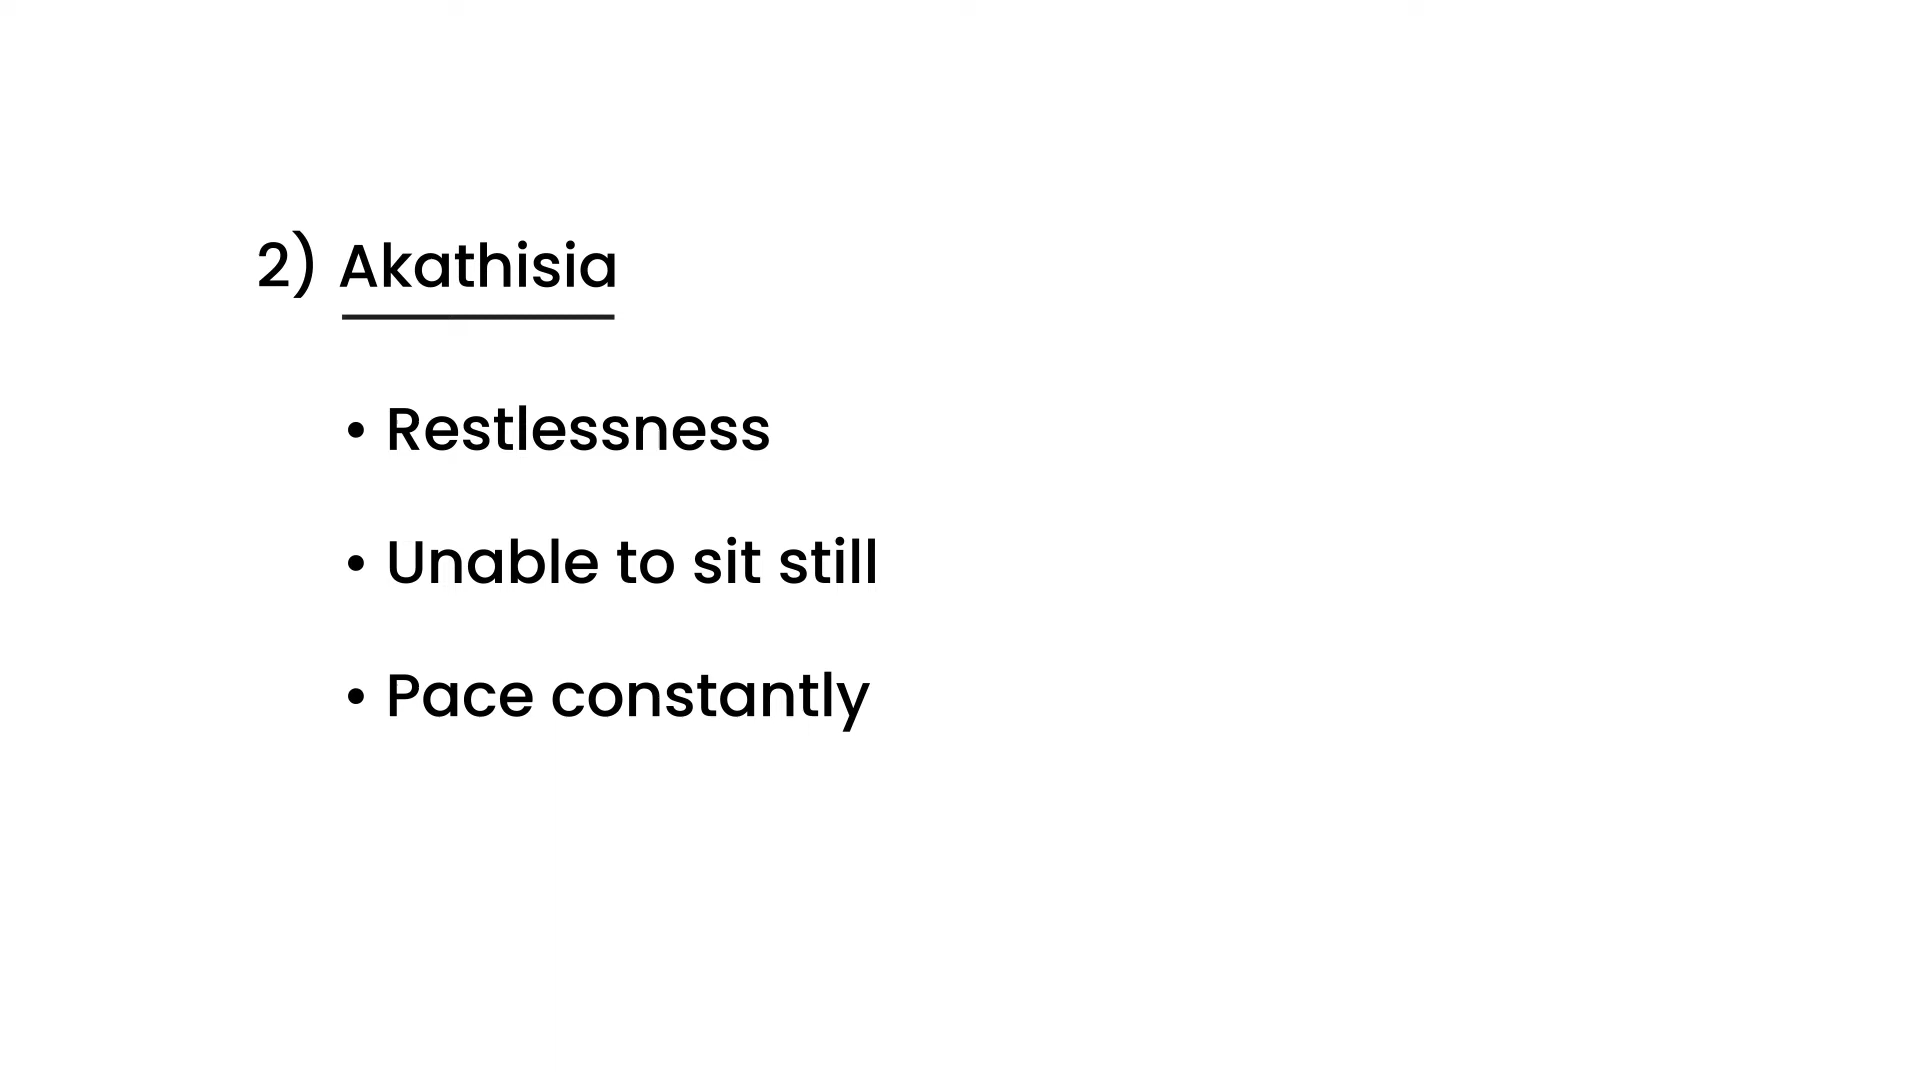 2) Akathisia
• Restlessness
• Unable to sit still
• Pace constantly